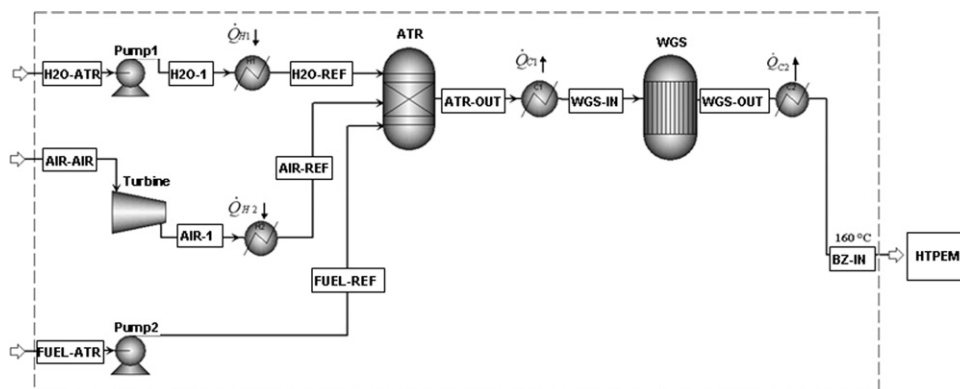 ATR
Pump1
Q̇H1
WGS
Q̇C1
Q̇C2
H2O-ATR
H2O-1
H1
H2O-REF
ATR-OUT
C1
WGS-IN
WGS-OUT
C2
AIR-AIR
AIR-REF
Turbine
Q̇H2
AIR-1
H2
160 °C
BZ-IN
HTPEM
FUEL-REF
Pump2
FUEL-ATR